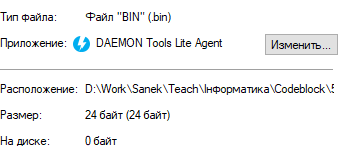 Тип файла: Файл "BIN" (.bin)
Приложение: DAEMON Tools Lite Agent Изменить...
Расположение: D:\Work\Sanek\Teach\Інформатика\Codeblock\5
Размер: 24 байт (24 байт)
На диске: 0 байт